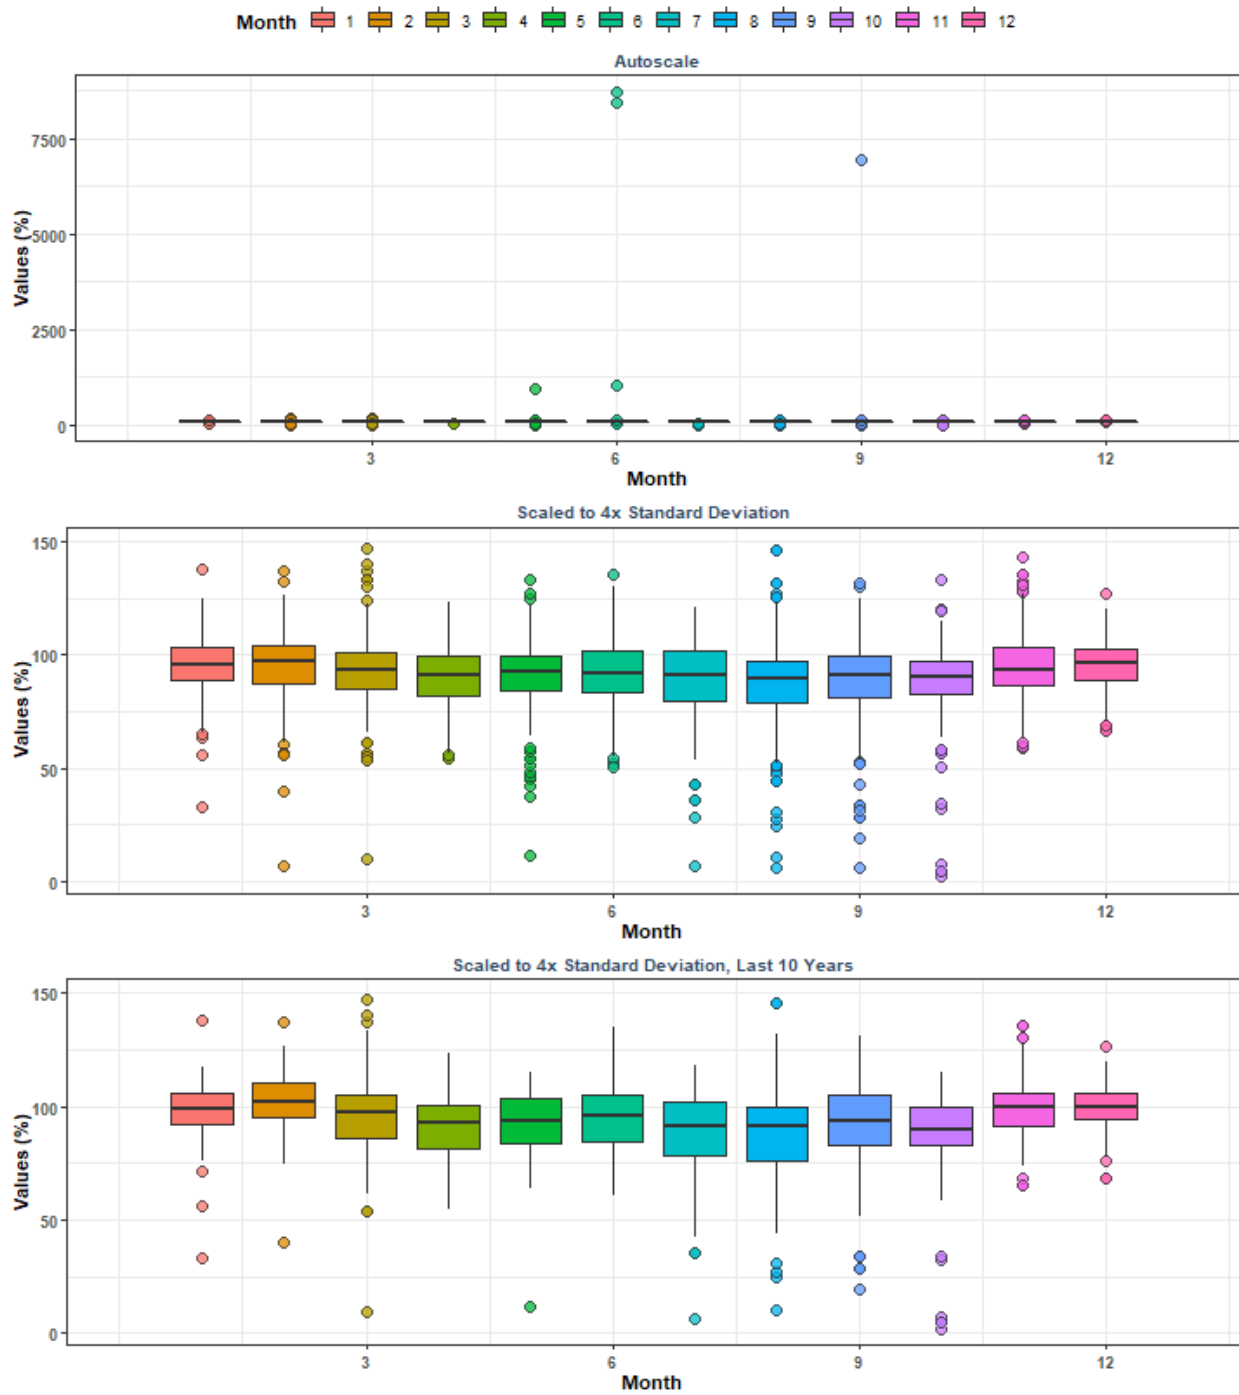 Month 1 2 3 4 5 6 7 8 9 10 11 12
Autoscale
Values (%)
7500
5000
2500
0
3 6 9 12
Month
Scaled to 4x Standard Deviation
Values (%)
150
100
50
0
3 6 9 12
Month
Scaled to 4x Standard Deviation, Last 10 Years
Values (%)
150
100
50
0
3 6 9 12
Month